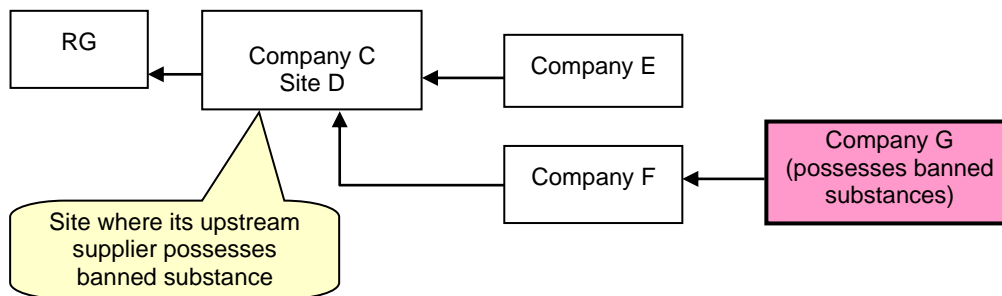 RG
Company C
Site D
Company E
Company F
Company G
(possesses banned
substances)
Site where its upstream
supplier possesses
banned substance